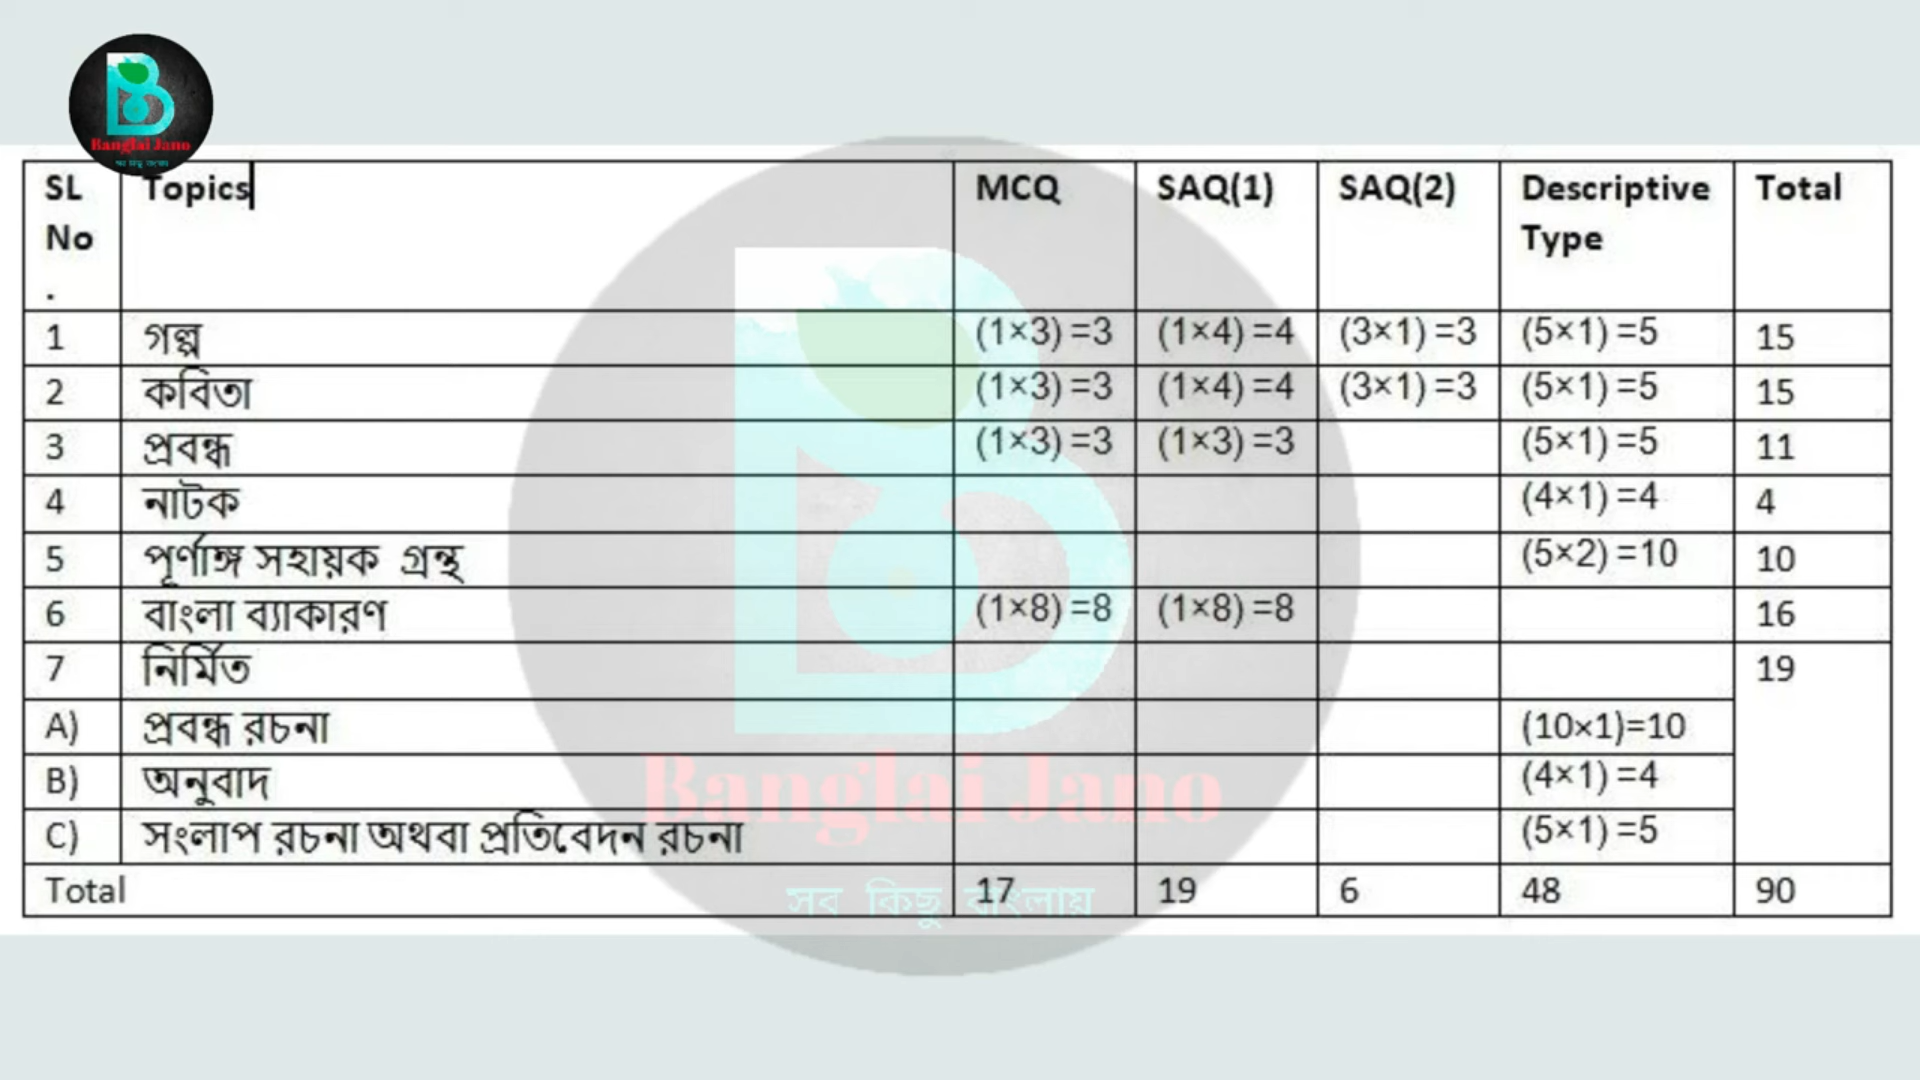 Banglai Jano
সব কিছু বাংলায়
SL No. Topics MCQ SAQ(1) SAQ(2) Descriptive Type Total
1 গল্প (1×3) =3 (1×4) =4 (3×1) =3 (5×1) =5 15
2 কবিতা (1×3) =3 (1×4) =4 (3×1) =3 (5×1) =5 15
3 প্রবন্ধ (1×3) =3 (1×3) =3 (5×1) =5 11
4 নাটক (4×1) =4 4
5 পূর্ণাঙ্গ সহায়ক গ্রন্থ (5×2) =10 10
6 বাংলা ব্যাকারণ (1×8) =8 (1×8) =8 16
7 নির্মিত 19
A) প্রবন্ধ রচনা (10×1)=10
B) অনুবাদ (4×1) =4
C) সংলাপ রচনা অথবা প্রতিবেদন রচনা (5×1) =5
Total 17 19 6 48 90
Banglai Jano
সব কিছু বাংলায়